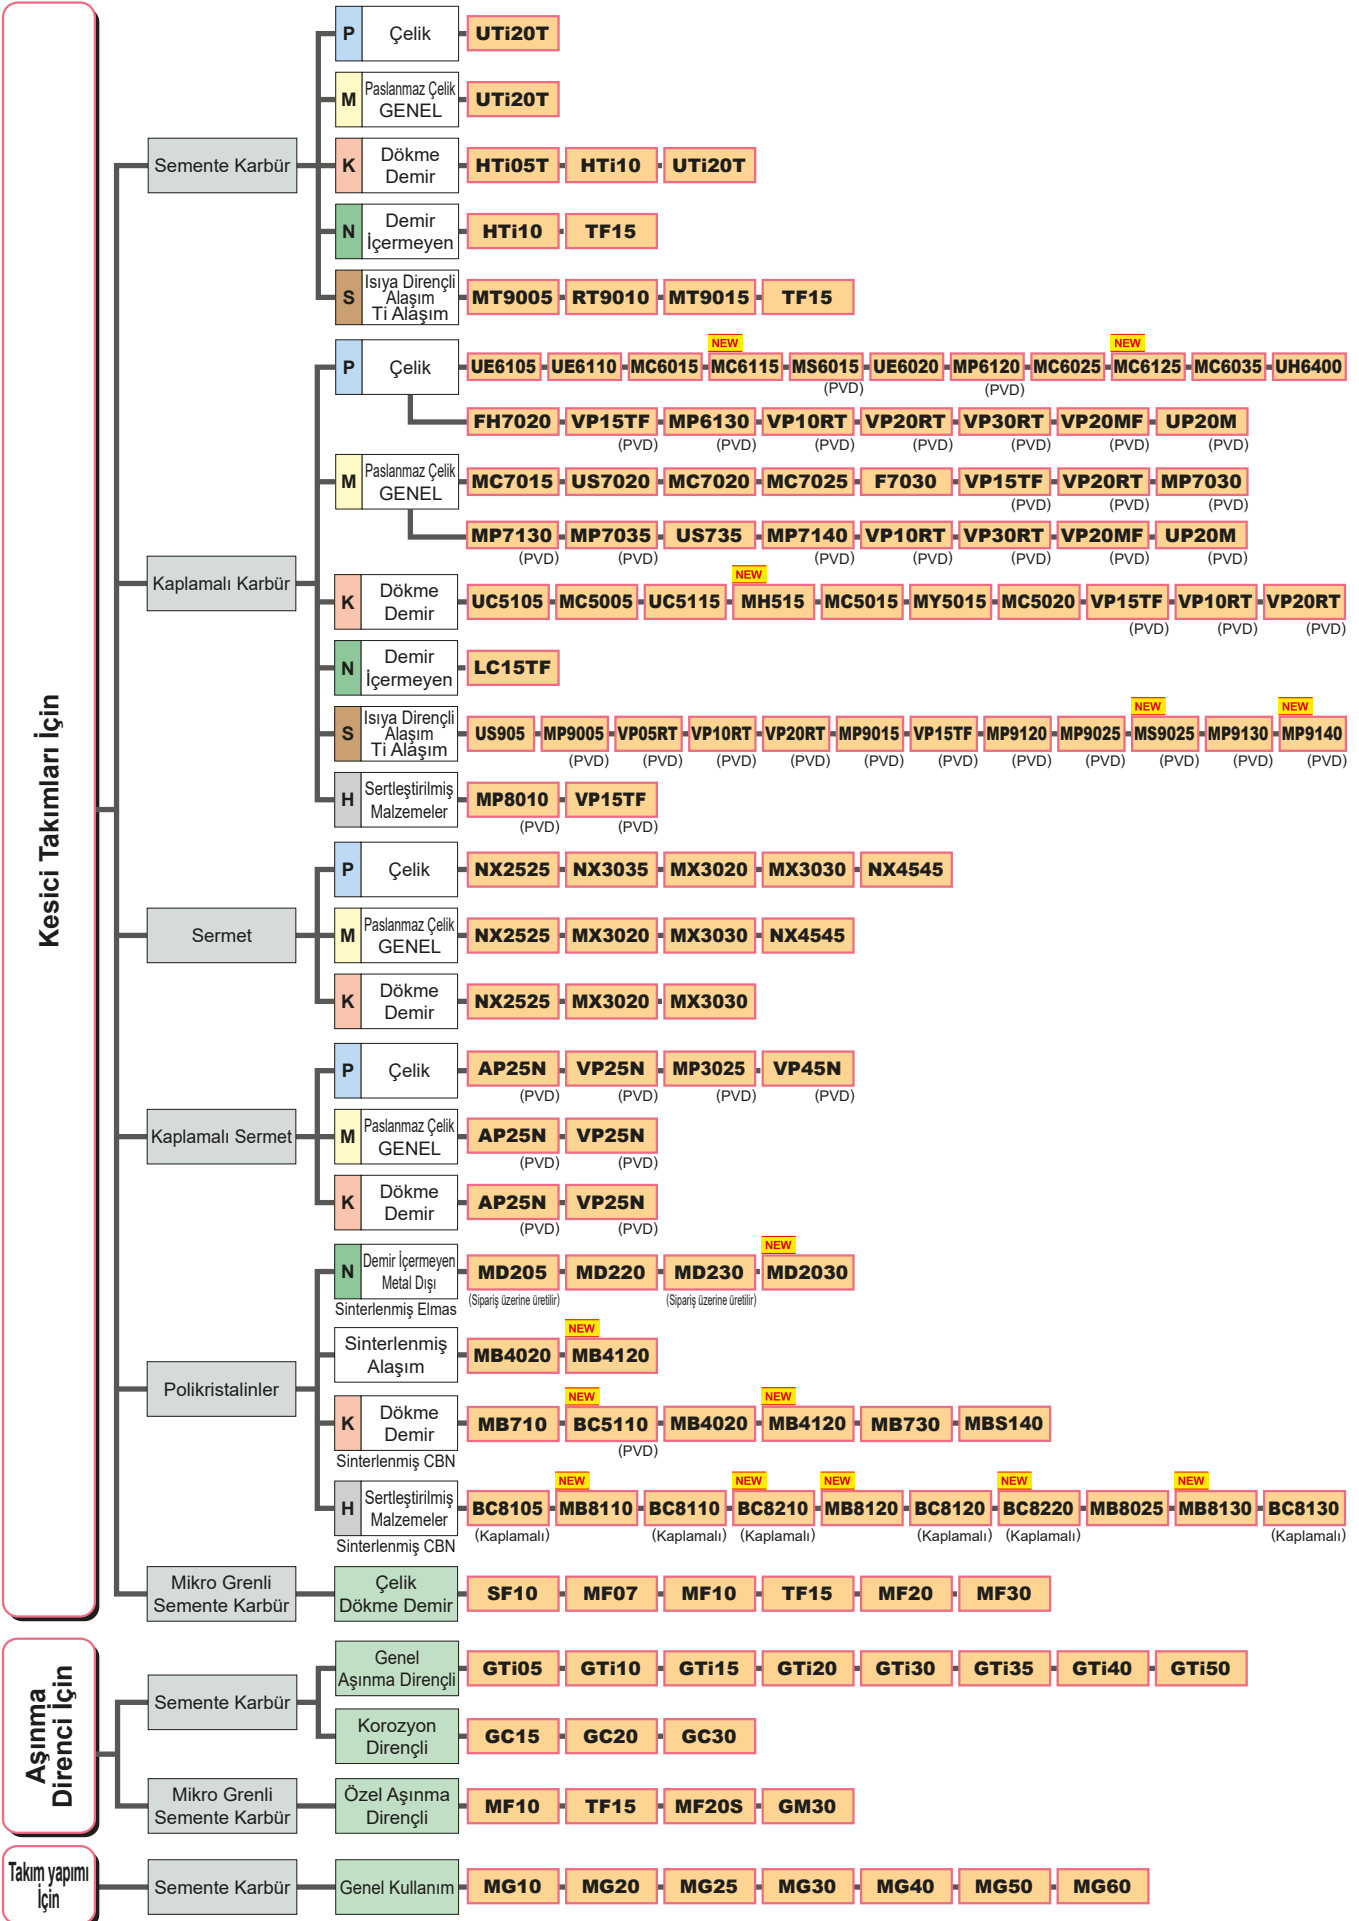 Kesici Takımları İçin
Semente Karbür
P Çelik UTi20T
M Paslanmaz Çelik
GENEL UTi20T
K Dökme
Demir HTi05T HTi10 UTi20T
N Demir
İçermeyen HTi10 TF15
S Isıya Dirençli
Alaşım
Ti Alaşım MT9005 RT9010 MT9015 TF15
Kaplamalı Karbür
NEW NEW
P Çelik UE6105 UE6110 MC6015 MC6115 MS6015 UE6020 MP6120 MC6025 MC6125 MC6035 UH6400
(PVD) (PVD)
FH7020 VP15TF MP6130 VP10RT VP20RT VP30RT VP20MF UP20M
(PVD) (PVD) (PVD) (PVD) (PVD) (PVD) (PVD)
M Paslanmaz Çelik
GENEL MC7015 US7020 MC7020 MC7025 F7030 VP15TF VP20RT MP7030
(PVD) (PVD) (PVD)
MP7130 MP7035 US735 MP7140 VP10RT VP30RT VP20MF UP20M
(PVD) (PVD) (PVD) (PVD) (PVD) (PVD) (PVD)
NEW
K Dökme
Demir UC5105 MC5005 UC5115 MH515 MC5015 MY5015 MC5020 VP15TF VP10RT VP20RT
(PVD) (PVD) (PVD)
N Demir
İçermeyen LC15TF
NEW NEW
S Isıya Dirençli
Alaşım
Ti Alaşım US905 MP9005 VP05RT VP10RT VP20RT MP9015 VP15TF MP9120 MP9025 MS9025 MP9130 MP9140
(PVD) (PVD) (PVD) (PVD) (PVD) (PVD) (PVD) (PVD) (PVD) (PVD) (PVD)
H Sertleştirilmiş
Malzemeler MP8010 VP15TF
(PVD) (PVD)
Sermet
P Çelik NX2525 NX3035 MX3020 MX3030 NX4545
M Paslanmaz Çelik
GENEL NX2525 MX3020 MX3030 NX4545
K Dökme
Demir NX2525 MX3020 MX3030
Kaplamalı Sermet
P Çelik AP25N VP25N MP3025 VP45N
(PVD) (PVD) (PVD) (PVD)
M Paslanmaz Çelik
GENEL AP25N VP25N
(PVD) (PVD)
K Dökme
Demir AP25N VP25N
(PVD) (PVD)
Polikristalinler
NEW
N Demir İçermeyen
Metal Dışı MD205 MD220 MD230 MD2030
Sinterlenmiş Elmas (Sipariş üzerine üretilir) (Sipariş üzerine üretilir)
NEW
Sinterlenmiş
Alaşım MB4020 MB4120
NEW NEW
K Dökme
Demir MB710 BC5110 MB4020 MB4120 MB730 MBS140
(PVD)
Sinterlenmiş CBN
NEW NEW NEW NEW NEW
H Sertleştirilmiş
Malzemeler BC8105 MB8110 BC8110 BC8210 MB8120 BC8120 BC8220 MB8025 MB8130 BC8130
(Kaplamalı) (Kaplamalı) (Kaplamalı) (Kaplamalı) (Kaplamalı) (Kaplamalı)
Sinterlenmiş CBN
Mikro Grenli
Semente Karbür
Çelik
Dökme Demir SF10 MF07 MF10 TF15 MF20 MF30
Aşınma
Direnci İçin
Semente Karbür
Genel
Aşınma Dirençli GTi05 GTi10 GTi15 GTi20 GTi30 GTi35 GTi40 GTi50
Korozyon
Dirençli GC15 GC20 GC30
Mikro Grenli
Semente Karbür
Özel Aşınma
Dirençli MF10 TF15 MF20S GM30
Takım yapımı
İçin
Semente Karbür
Genel Kullanım MG10 MG20 MG25 MG30 MG40 MG50 MG60